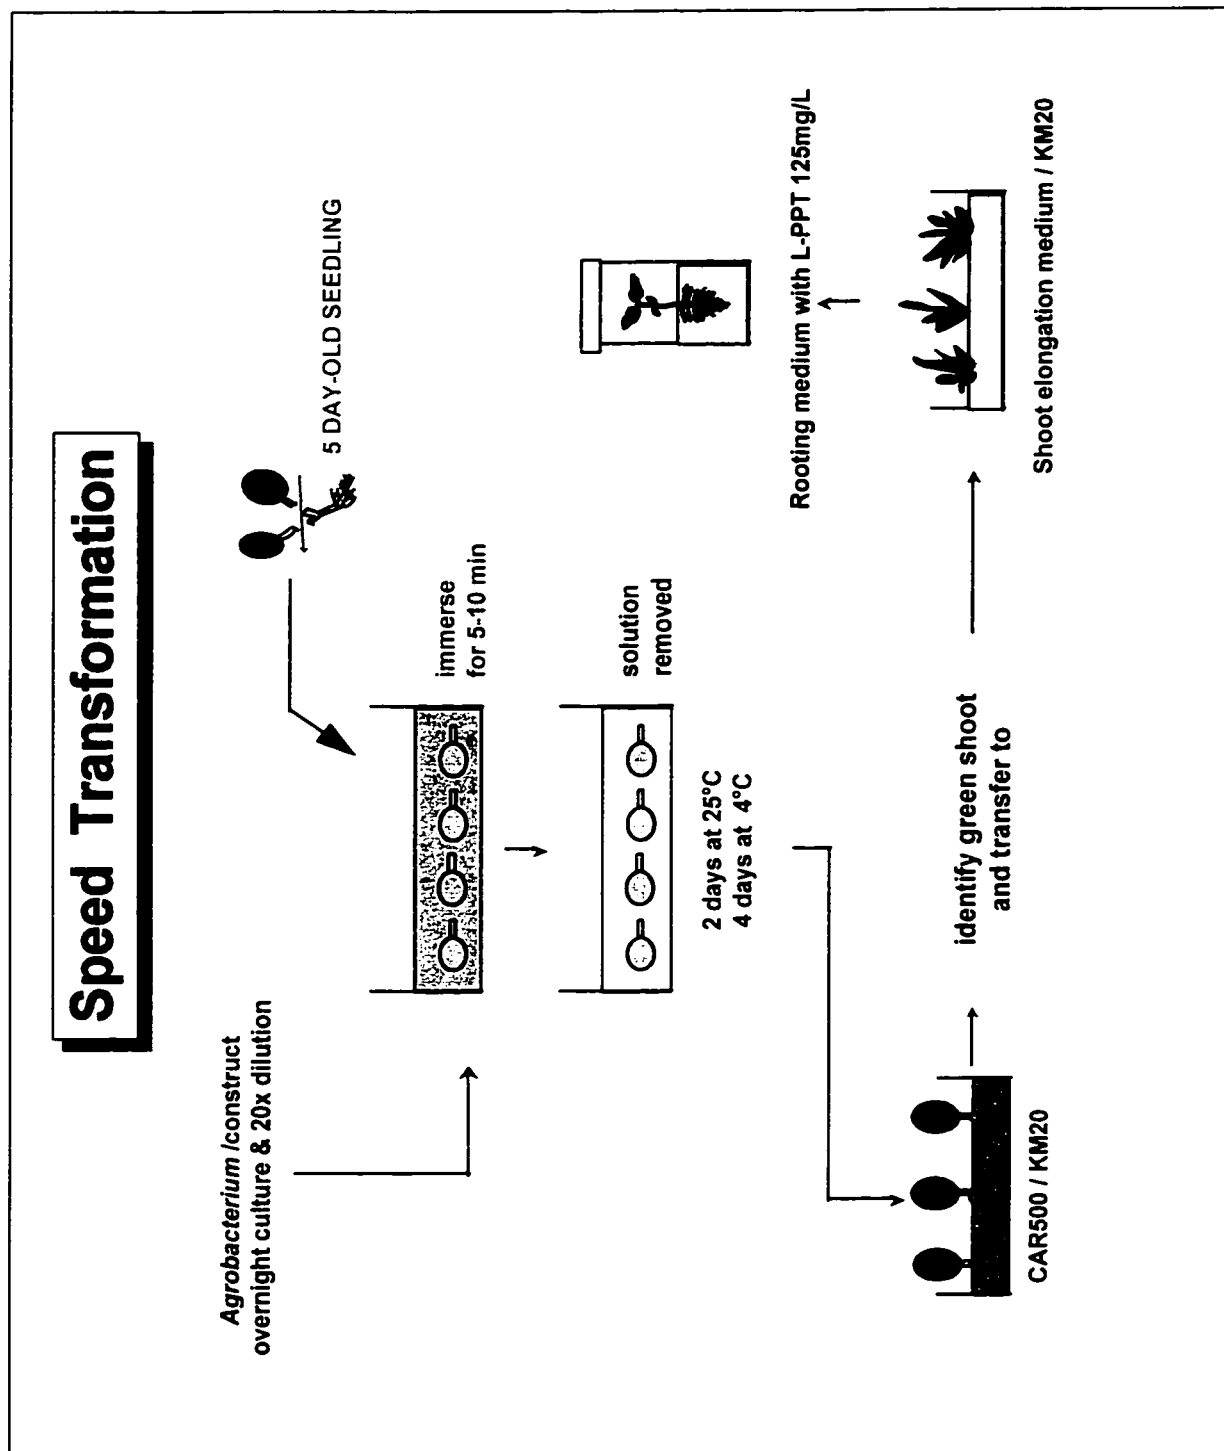 Speed Transformation
5 DAY-OLD SEEDLING
Agrobacterium /construct
overnight culture & 20x dilution
immerse
for 5-10 min
solution
removed
2 days at 25°C
4 days at 4°C
CAR500 / KM20
identify green shoot
and transfer to
Shoot elongation medium / KM20
Rooting medium with L-PPT 125mg/L